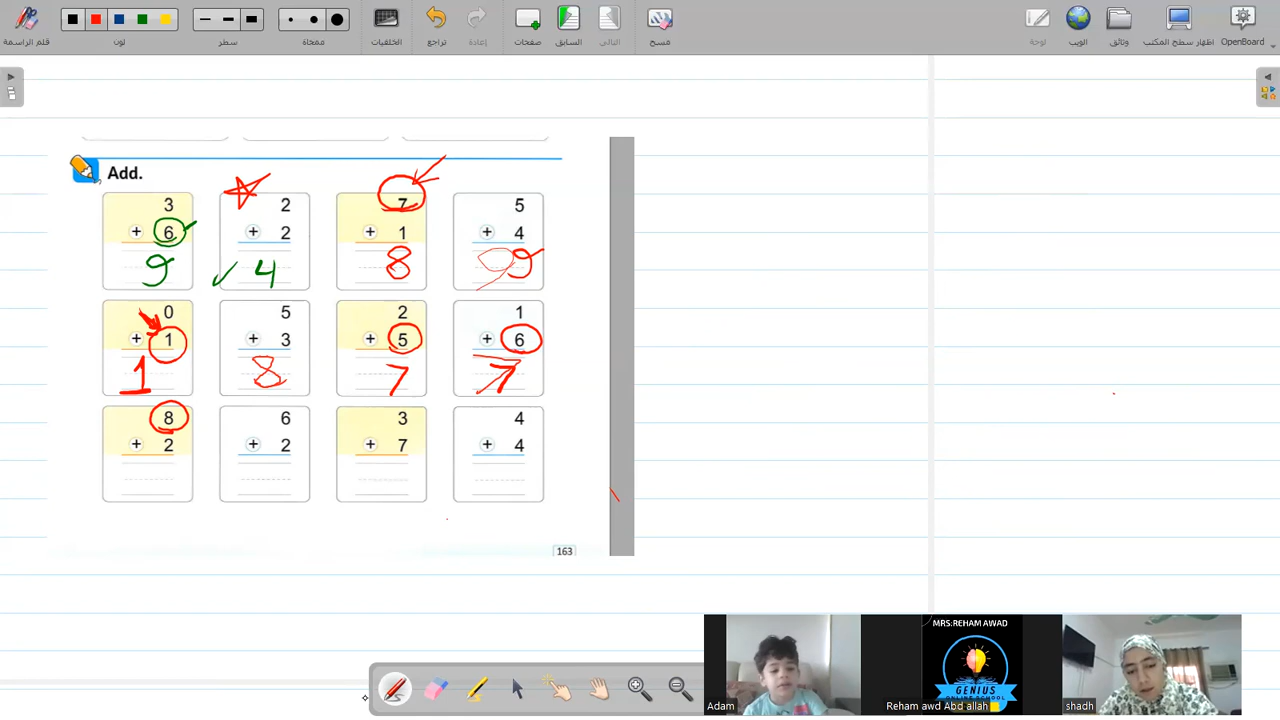 قلم الراسمة
لون
سطر
ممحاة
الخلفيات
تراجع
إعادة
صفحات
السابق
التالي
مسح
لوحة
الويب
وثائق
اظهار سطح المكتب
OpenBoard
Add.
3
+ 6
9
2
+ 2
4
7
+ 1
8
5
+ 4
9 9
0
+ 1
1
5
+ 3
8
2
+ 5
7
1
+ 6
7
8
+ 2
6
+ 2
3
+ 7
4
+ 4
163
MRS:REHAM AWAD
GENIUS
ONLINE SCHOOL
Adam
Reham awd Abd allah
shadh